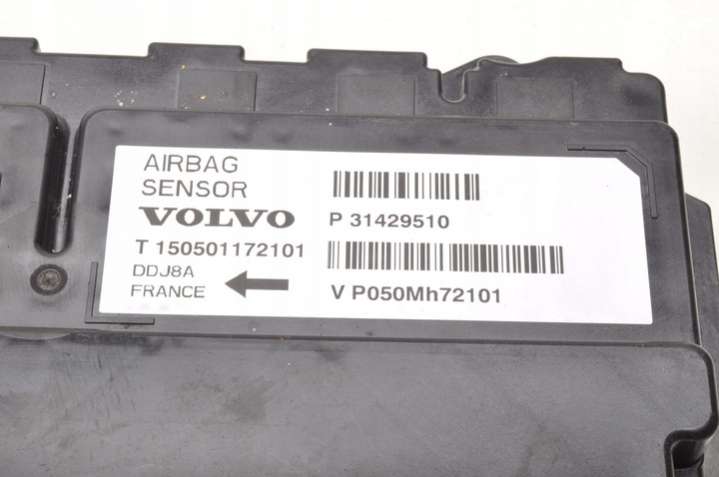 AIRBAG
SENSOR
VOLVO
T 150501172101
DDJ8A
FRANCE
P 31429510
V P050Mh72101